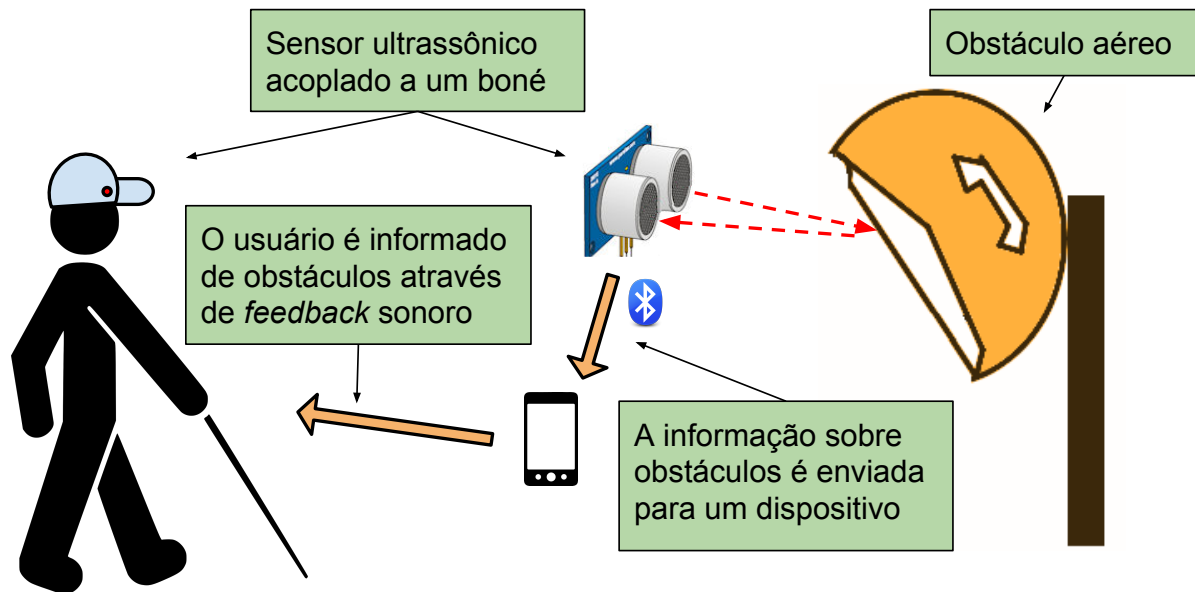 Sensor ultrassônico
acoplado a um boné
Obstáculo aéreo
O usuário é informado
de obstáculos através
de feedback sonoro
A informação sobre
obstáculos é enviada
para um dispositivo